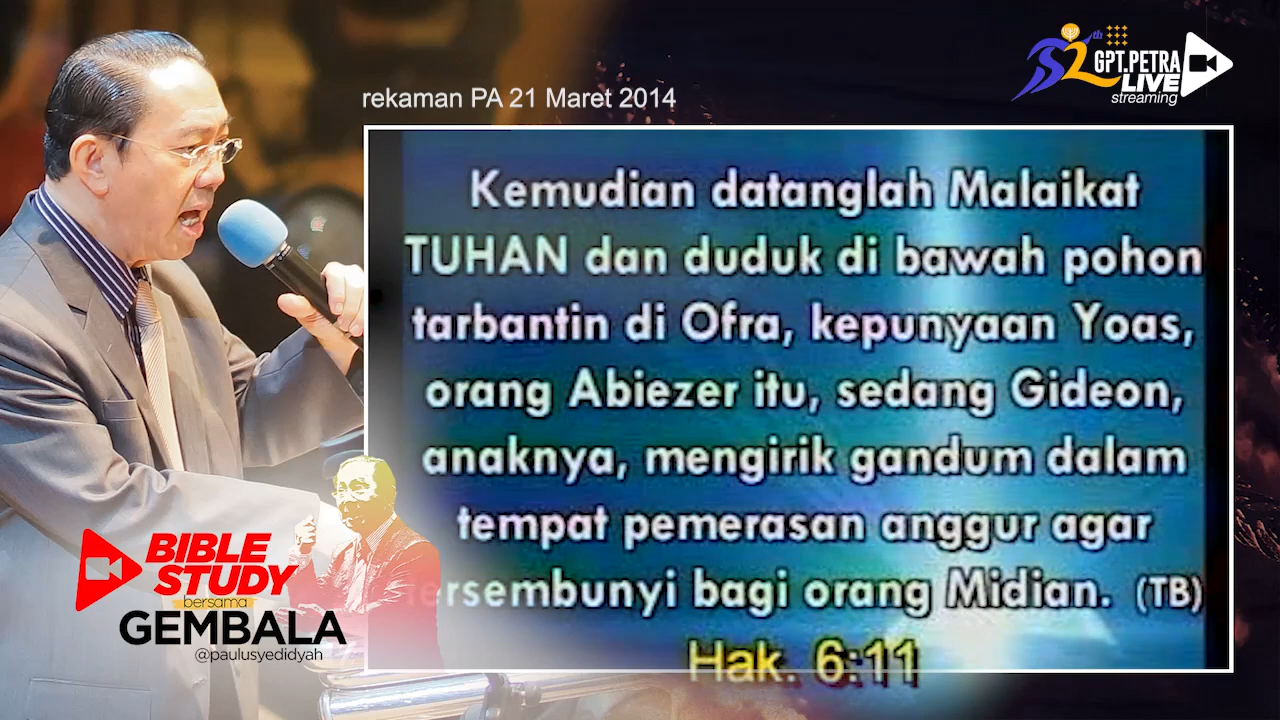 52th
GPT.PETRA
LIVE
streaming
rekaman PA 21 Maret 2014
Kemudian datanglah Malaikat
TUHAN dan duduk di bawah pohon
tarbantin di Ofra, kepunyaan Yoas,
orang Abiezer itu, sedang Gideon,
anaknya, mengirik gandum dalam
tempat pemerasan anggur agar
tersembunyi bagi orang Midian. (TB)
Hak. 6:11
BIBLE
STUDY
bersama
GEMBALA
@paulusyedidyah